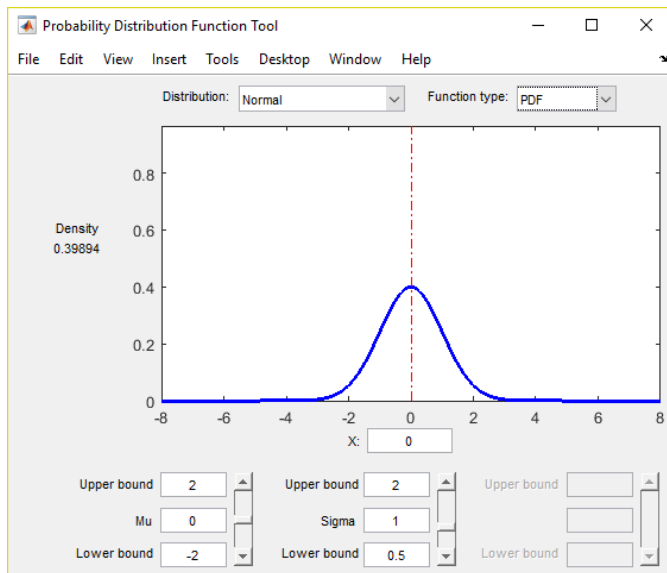 Probability Distribution Function Tool
File Edit View Insert Tools Desktop Window Help
Distribution: Normal Function type: PDF
0.8
0.6
Density
0.39894
0.4
0.2
0
-8 -6 -4 -2 0 2 4 6 8
X: 0
Upper bound 2 Upper bound 2 Upper bound
Mu 0 Sigma 1
Lower bound -2 Lower bound 0.5 Lower bound